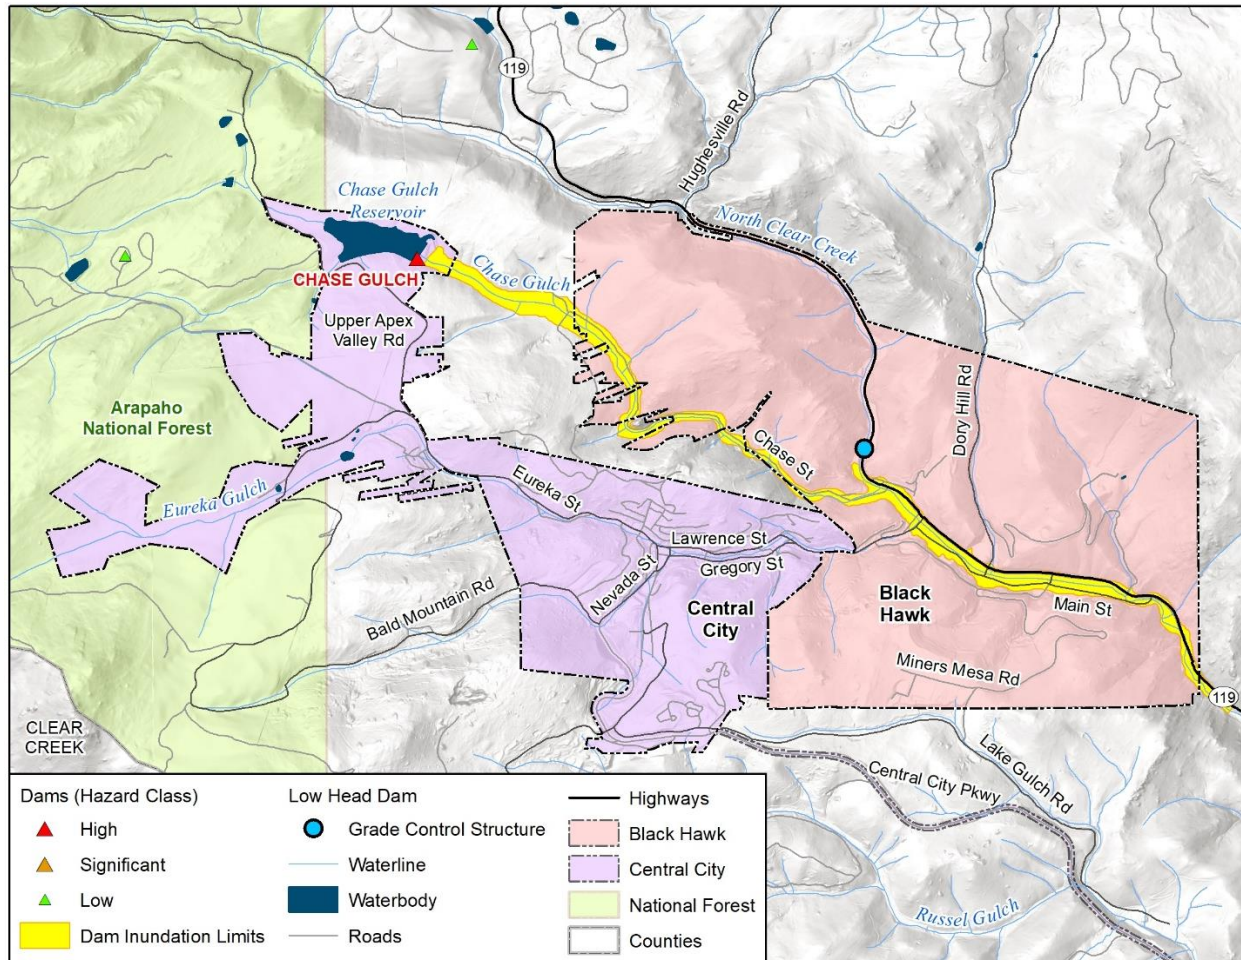 119
Hughesville Rd
North Clear Creek
Chase Gulch
Reservoir
CHASE GULCH
Chase Gulch
Upper Apex
Valley Rd
Arapaho
National Forest
Dory Hill Rd
Chase St
Eureka Gulch
Eureka St
Lawrence St
Gregory St
Nevada St
Bald Mountain Rd
Central
City
Black
Hawk
Main St
Miners Mesa Rd
119
CLEAR
CREEK
Lake Gulch Rd
Central City Pkwy
Russel Gulch
Dams (Hazard Class)
High
Significant
Low
Dam Inundation Limits
Low Head Dam
Grade Control Structure
Waterline
Waterbody
Roads
Highways
Black Hawk
Central City
National Forest
Counties